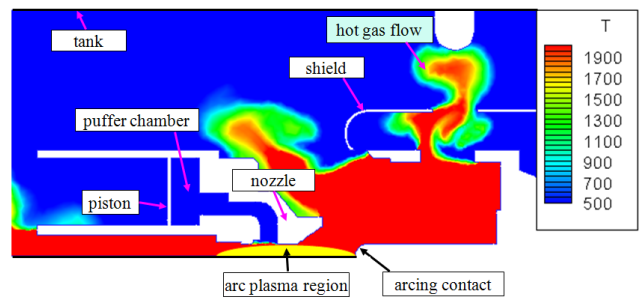 tank
hot gas flow
shield
puffer chamber
piston
nozzle
arc plasma region
arcing contact
T
1900
1700
1500
1300
1100
900
700
500